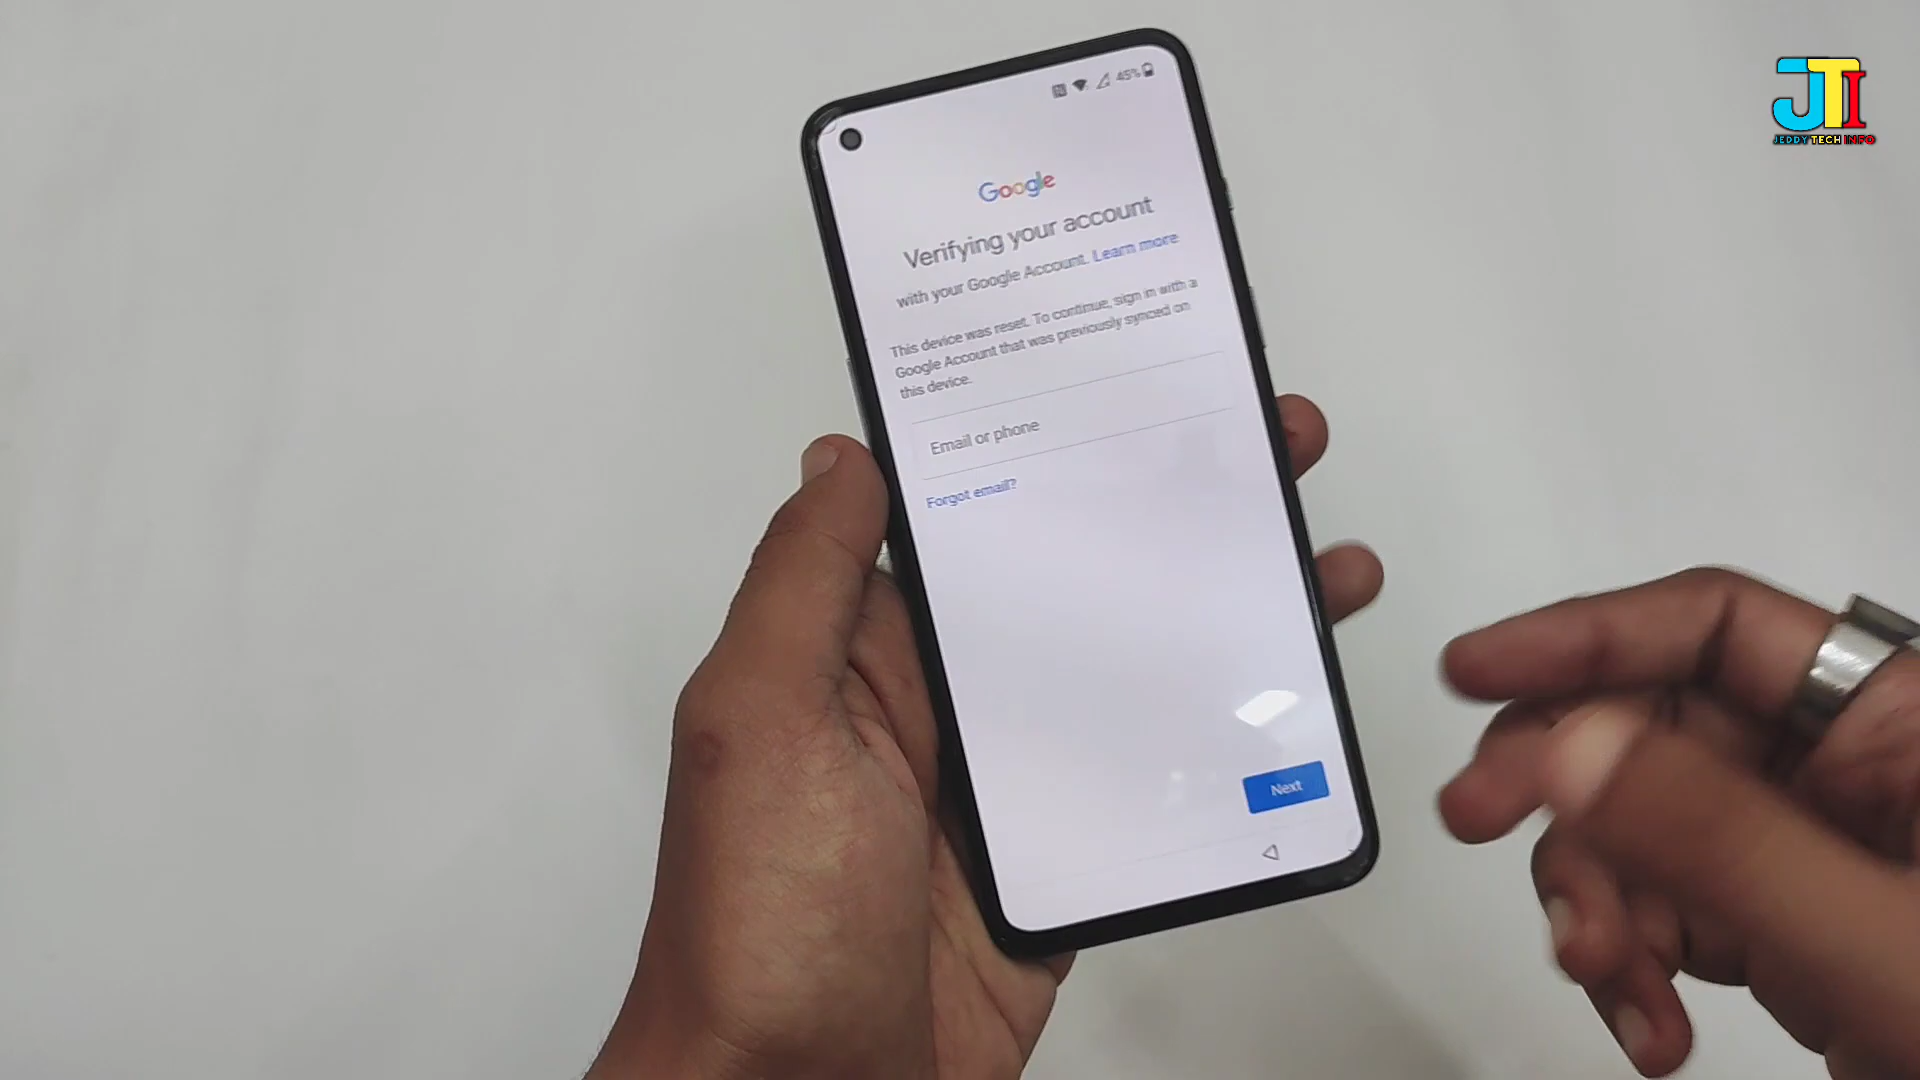 JTI
JEDDY TECH INFO
45%
Google
Verifying your account
with your Google Account. Learn more
This device was reset. To continue, sign in with a
Google Account that was previously synced on
this device.
Email or phone
Forgot email?
Next